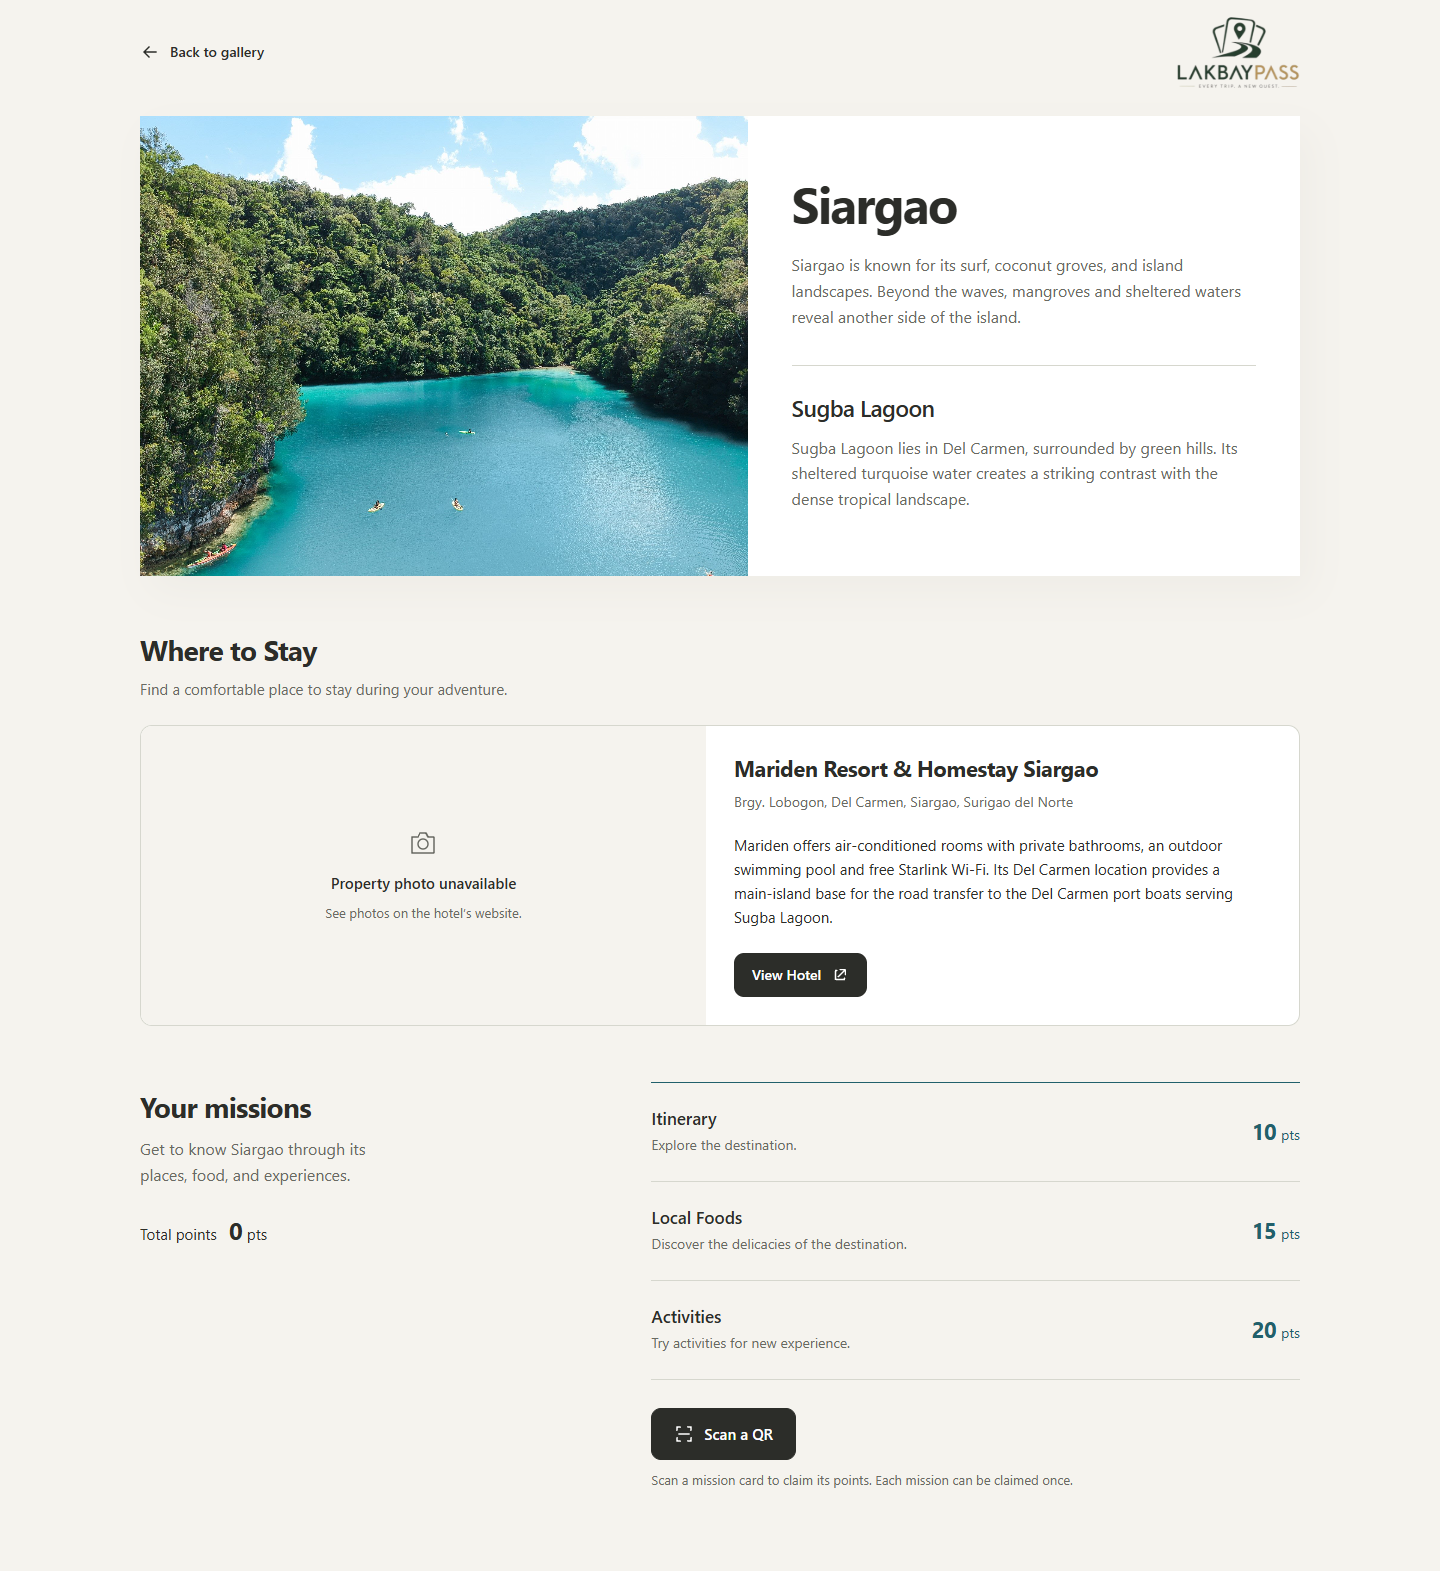 Back to gallery
LAKBAYPASS
EVERY TRIP. A NEW QUEST.
Siargao
Siargao is known for its surf, coconut groves, and island
landscapes. Beyond the waves, mangroves and sheltered waters
reveal another side of the island.
Sugba Lagoon
Sugba Lagoon lies in Del Carmen, surrounded by green hills. Its
sheltered turquoise water creates a striking contrast with the
dense tropical landscape.
Where to Stay
Find a comfortable place to stay during your adventure.
Property photo unavailable
See photos on the hotel's website.
Mariden Resort & Homestay Siargao
Brgy. Lobogon, Del Carmen, Siargao, Surigao del Norte
Mariden offers air-conditioned rooms with private bathrooms, an outdoor
swimming pool and free Starlink Wi-Fi. Its Del Carmen location provides a
main-island base for the road transfer to the Del Carmen port boats serving
Sugba Lagoon.
View Hotel
Your missions
Get to know Siargao through its
places, food, and experiences.
Total points 0 pts
Itinerary
Explore the destination.
10 pts
Local Foods
Discover the delicacies of the destination.
15 pts
Activities
Try activities for new experience.
20 pts
Scan a QR
Scan a mission card to claim its points. Each mission can be claimed once.